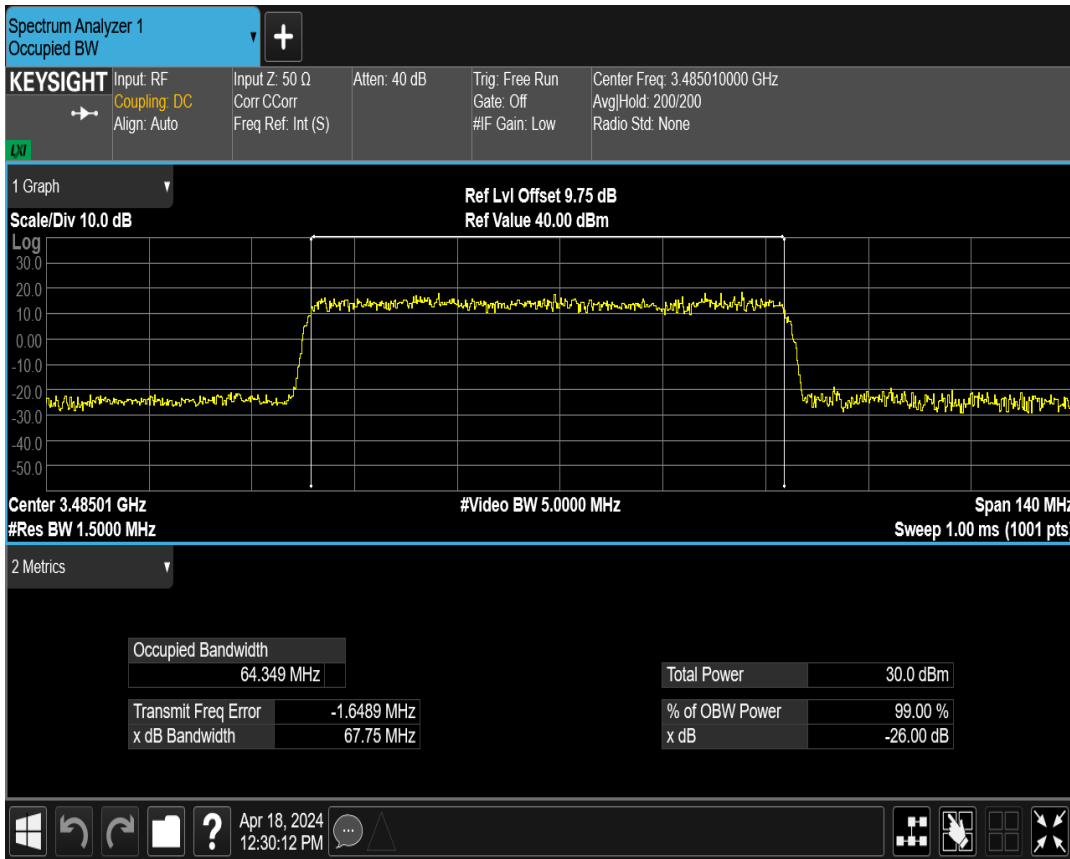 Spectrum Analyzer 1
Occupied BW
+
KEYSIGHT
LXI
Input: RF
Coupling: DC
Align: Auto
Input Z: 50 Ω
Corr CCorr
Freq Ref: Int (S)
Atten: 40 dB
Trig: Free Run
Gate: Off
#IF Gain: Low
Center Freq: 3.485010000 GHz
Avg|Hold: 200/200
Radio Std: None
1 Graph
Scale/Div 10.0 dB
Ref Lvl Offset 9.75 dB
Ref Value 40.00 dBm
Log
30.0
20.0
10.0
0.00
-10.0
-20.0
-30.0
-40.0
-50.0
Center 3.48501 GHz
#Res BW 1.5000 MHz
#Video BW 5.0000 MHz
Span 140 MHz
Sweep 1.00 ms (1001 pts)
2 Metrics
Occupied Bandwidth
64.349 MHz
Transmit Freq Error -1.6489 MHz
x dB Bandwidth 67.75 MHz
Total Power 30.0 dBm
% of OBW Power 99.00 %
x dB -26.00 dB
?
Apr 18, 2024
12:30:12 PM